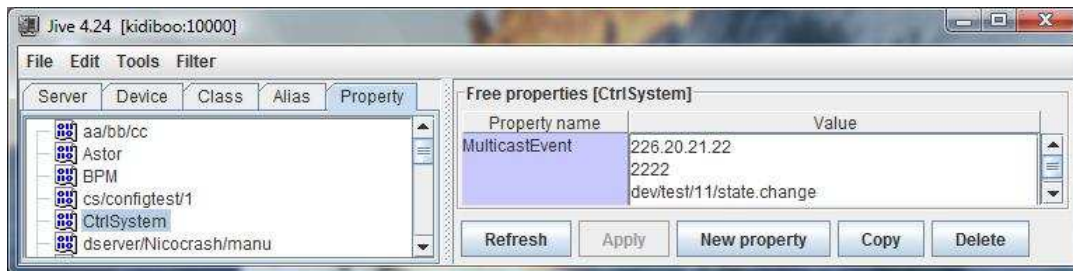 Jive 4.24 [kidiboo:10000]
File Edit Tools Filter
Server Device Class Alias Property
aa/bb/cc
Astor
BPM
cs/configtest/1
CtrlSystem
dserver/Nicocrash/manu
Free properties [CtrlSystem]
Property name Value
MulticastEvent 226.20.21.22
2222
dev/test/11/state.change
Refresh Apply New property Copy Delete